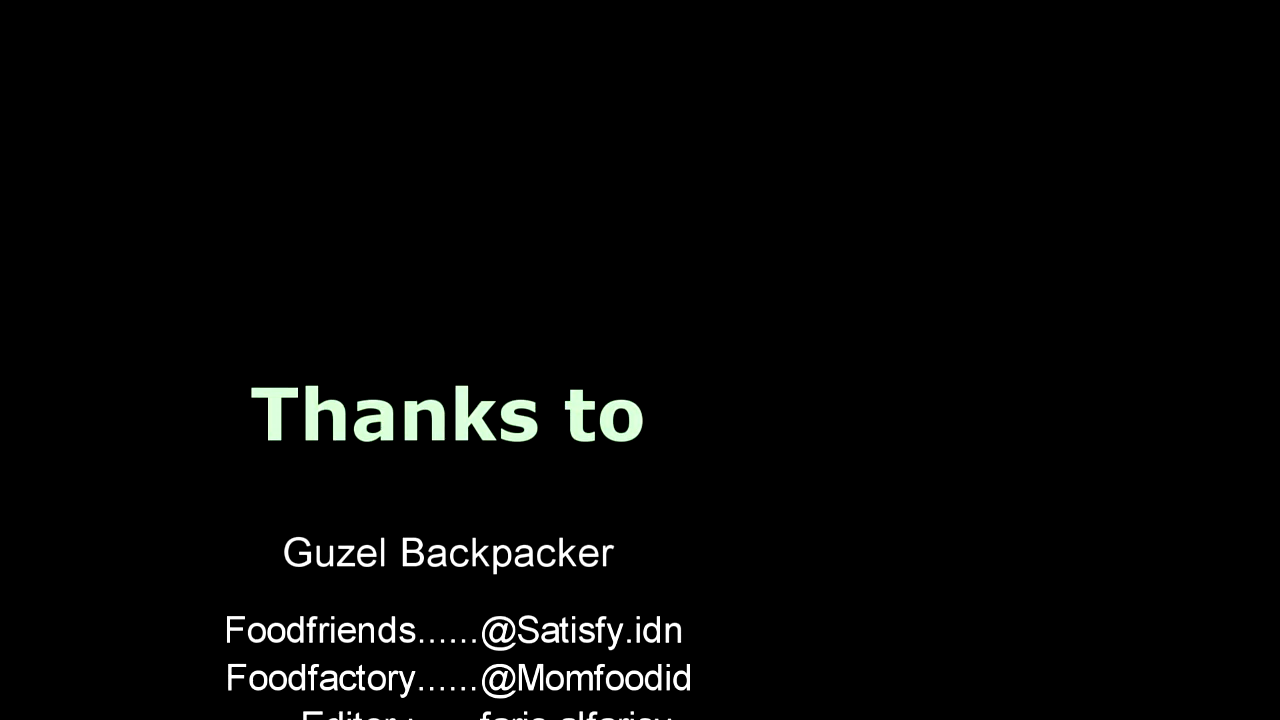 Thanks to
Guzel Backpacker
Foodfriends......@Satisfy.idn
Foodfactory......@Momfoodid